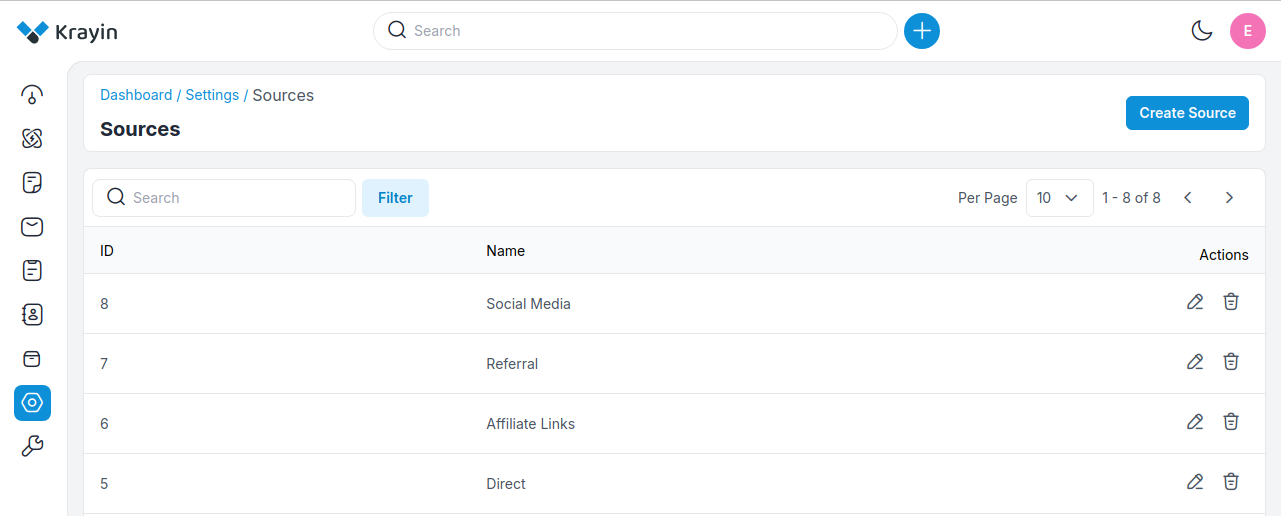 Krayin
Search
E
Dashboard / Settings / Sources
Sources
Create Source
Search
Filter
Per Page
10
1 - 8 of 8
ID
Name
Actions
8
Social Media
7
Referral
6
Affiliate Links
5
Direct